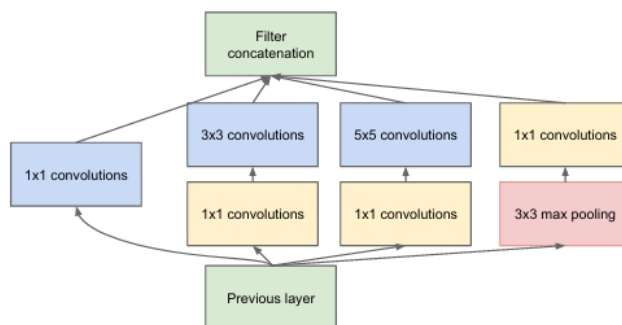 Filter
concatenation
3x3 convolutions
5x5 convolutions
1x1 convolutions
1x1 convolutions
1x1 convolutions
1x1 convolutions
3x3 max pooling
Previous layer